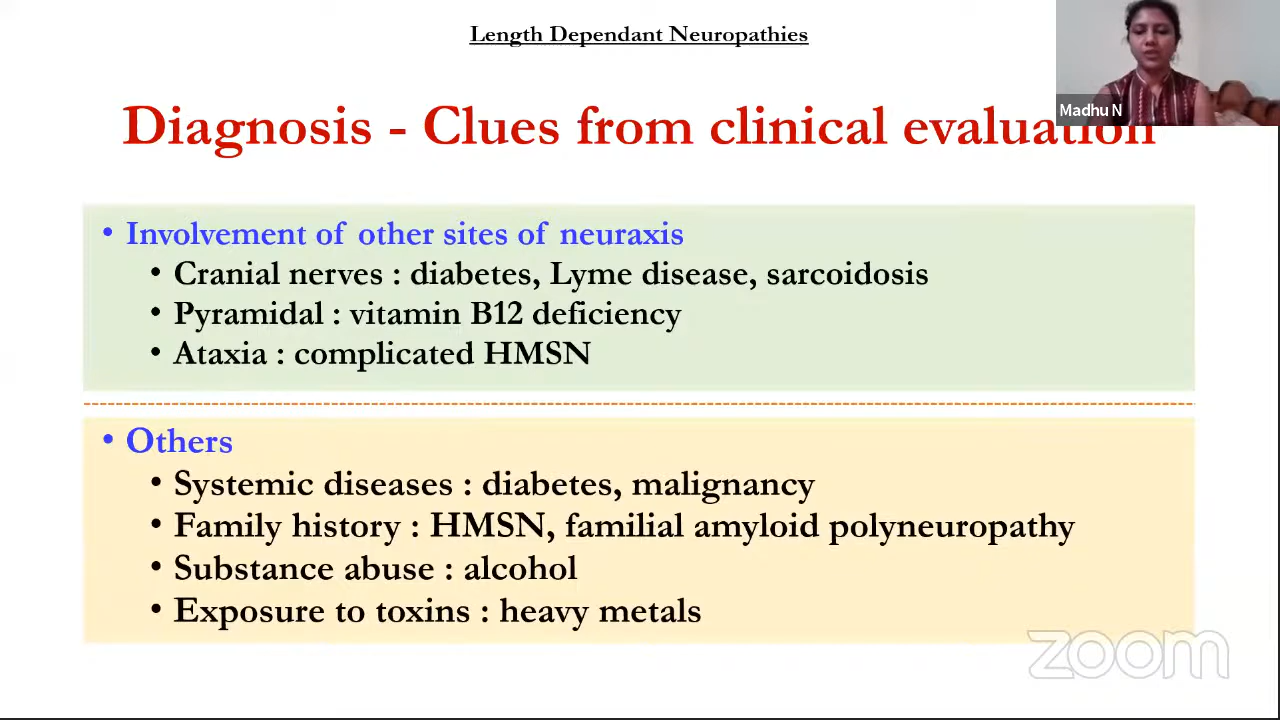 Length Dependant Neuropathies
Madhu N
Diagnosis - Clues from clinical evaluation
• Involvement of other sites of neuraxis
• Cranial nerves : diabetes, Lyme disease, sarcoidosis
• Pyramidal : vitamin B12 deficiency
• Ataxia : complicated HMSN
• Others
• Systemic diseases : diabetes, malignancy
• Family history : HMSN, familial amyloid polyneuropathy
• Substance abuse : alcohol
• Exposure to toxins : heavy metals
zoom